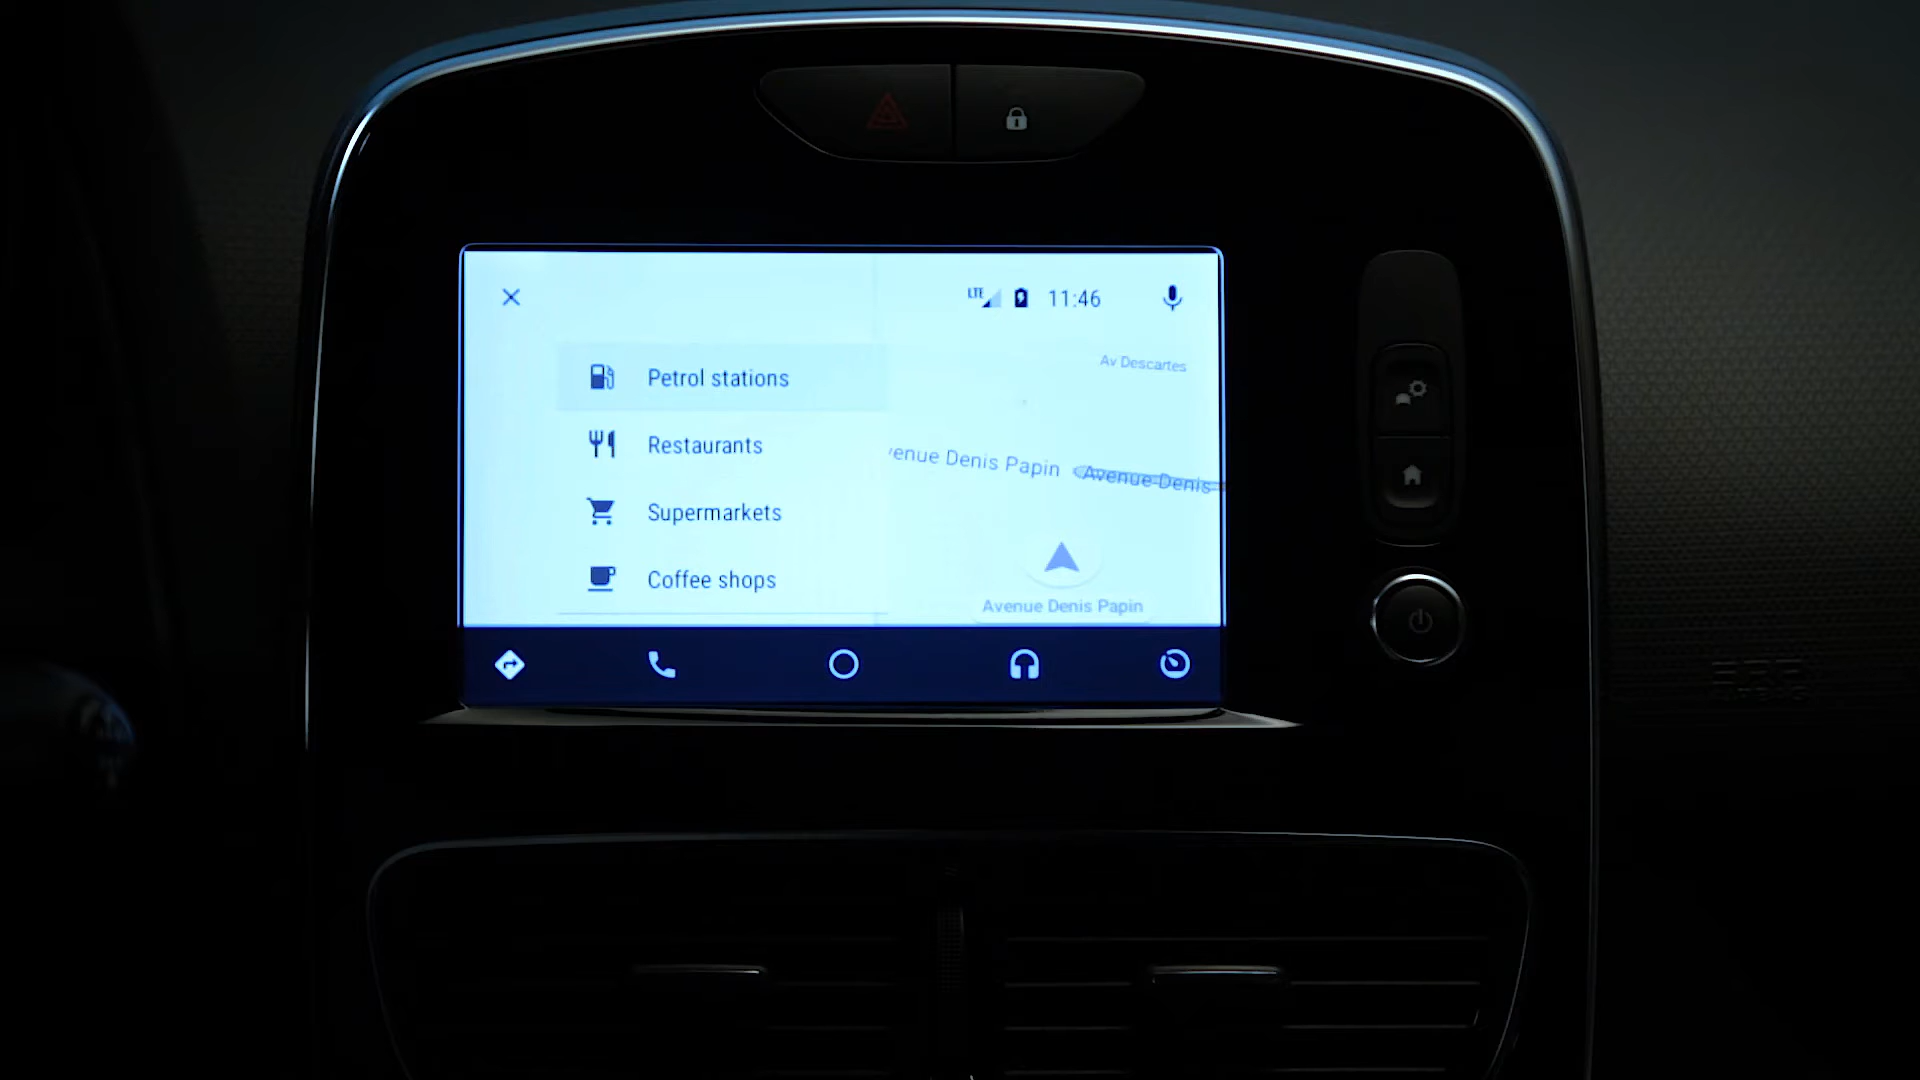 LTE 11:46
Av Descartes
Petrol stations
Restaurants
venue Denis Papin
Avenue Denis
Supermarkets
Coffee shops
Avenue Denis Papin